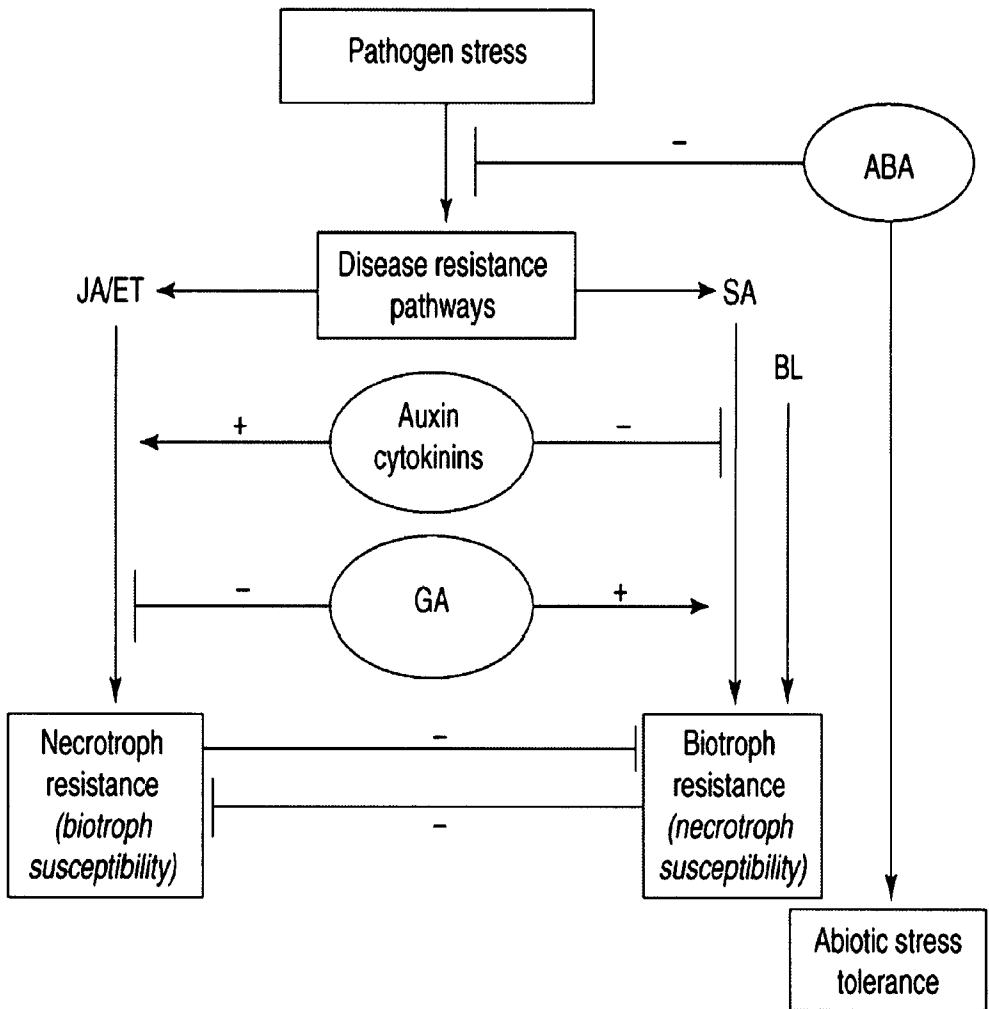 Pathogen stress
–
ABA
Disease resistance
pathways
JA/ET
SA
BL
Auxin
cytokinins
+
–
GA
–
+
Necrotroph
resistance
(biotroph
susceptibility)
–
–
Biotroph
resistance
(necrotroph
susceptibility)
Abiotic stress
tolerance